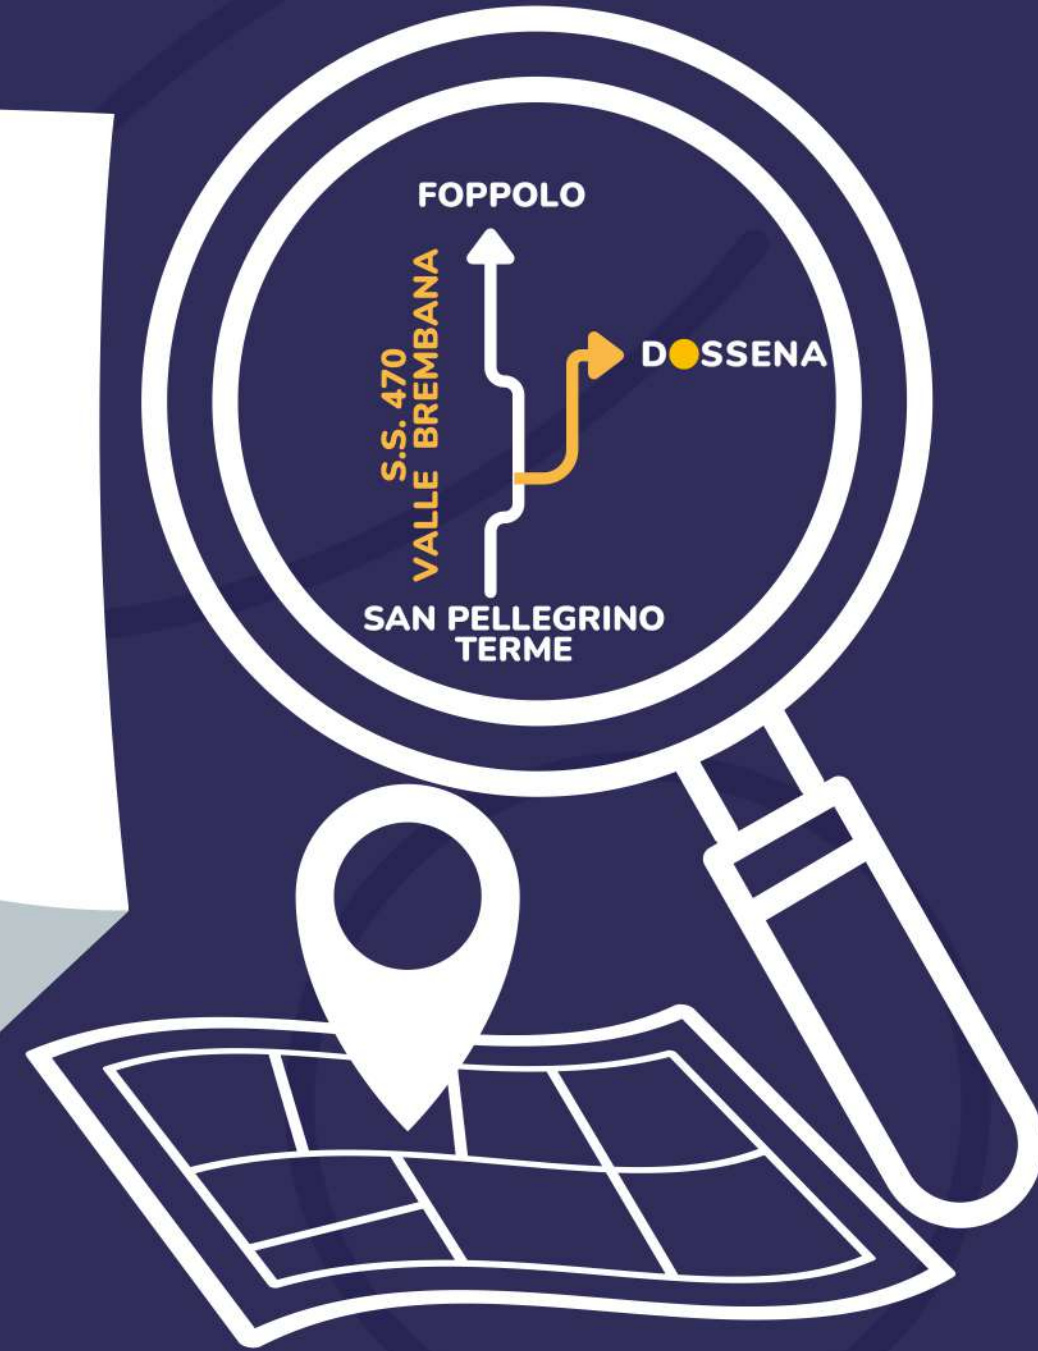 FOPPOLO
S.S. 470
VALLE BREMBANA
DOSSENA
SAN PELLEGRINO
TERME